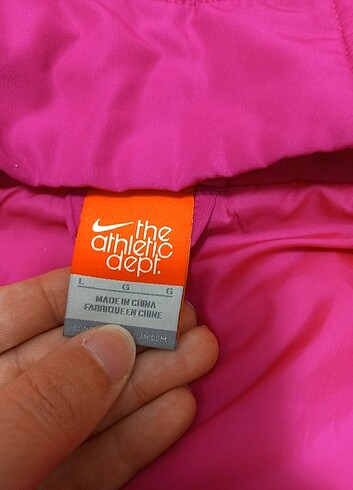 the
athletic
dept.
L G G
MADE IN CHINA
FABRIQUE EN CHINE